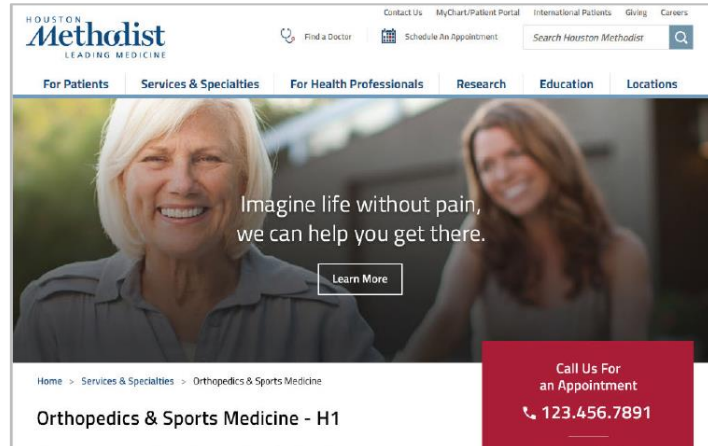 Contact Us MyChart/Patient Portal International Patients Giving Careers
HOUSTON
Methodist
LEADING MEDICINE
Find a Doctor Schedule An Appointment Search Houston Methodist
For Patients Services & Specialties For Health Professionals Research Education Locations
Imagine life without pain,
we can help you get there.
Learn More
Home > Services & Specialties > Orthopedics & Sports Medicine
Orthopedics & Sports Medicine - H1
Call Us For
an Appointment
123.456.7891